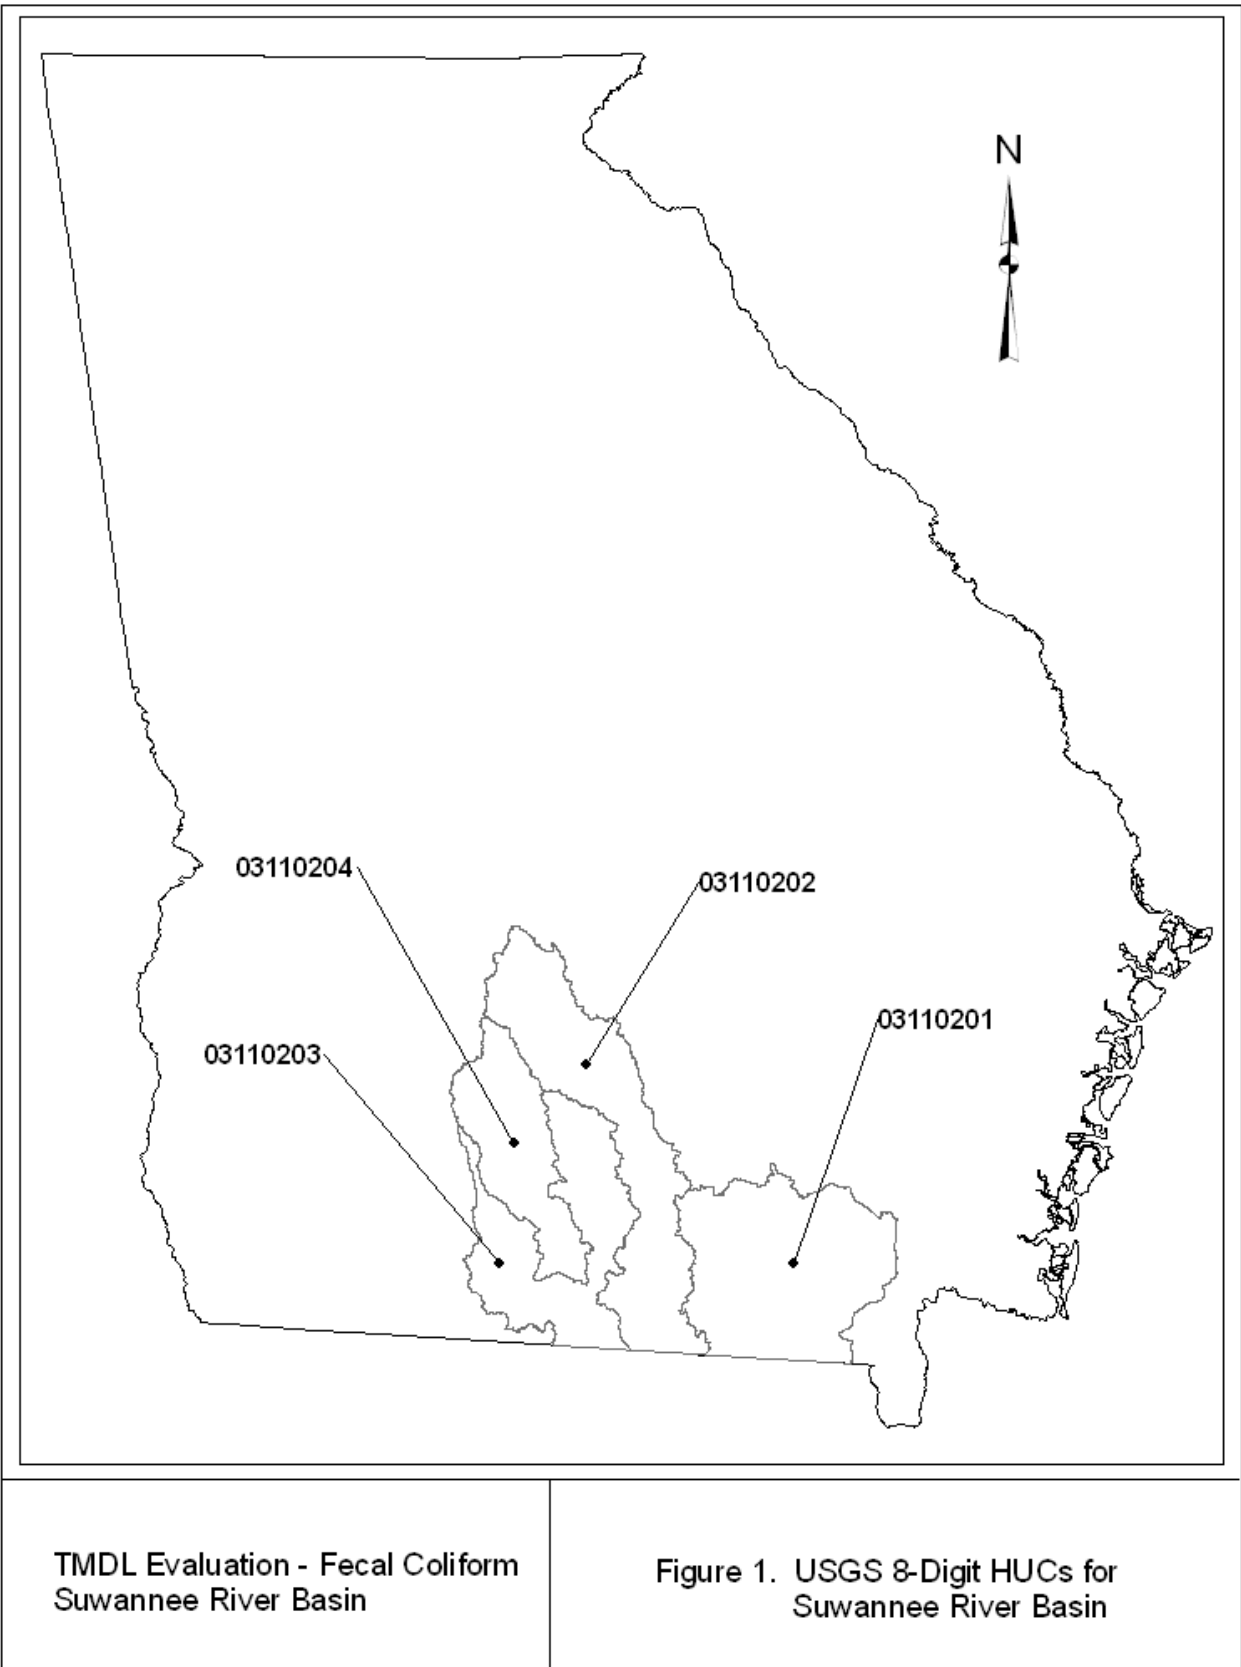 N
03110204
03110202
03110201
03110203
TMDL Evaluation - Fecal Coliform
Suwannee River Basin
Figure 1. USGS 8-Digit HUCs for
Suwannee River Basin